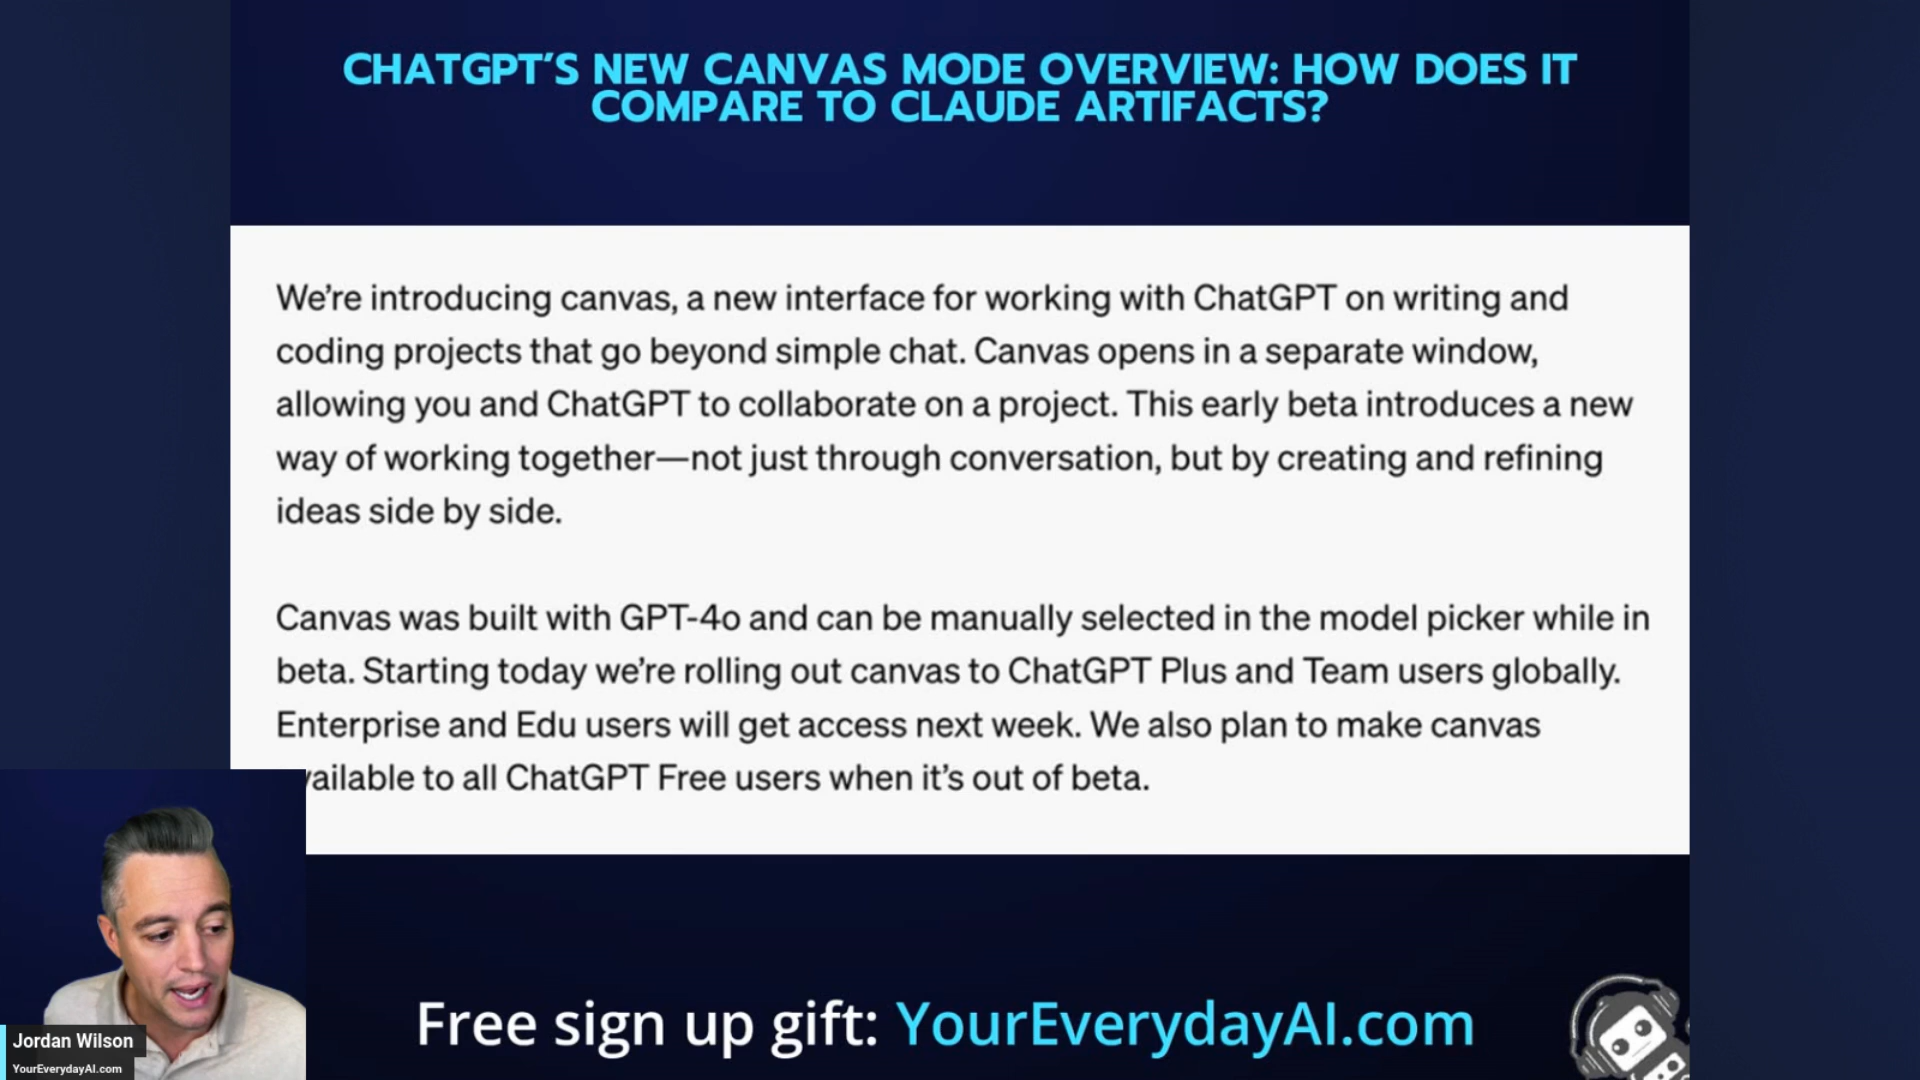 CHATGPT'S NEW CANVAS MODE OVERVIEW: HOW DOES IT
COMPARE TO CLAUDE ARTIFACTS?
We're introducing canvas, a new interface for working with ChatGPT on writing and
coding projects that go beyond simple chat. Canvas opens in a separate window,
allowing you and ChatGPT to collaborate on a project. This early beta introduces a new
way of working together—not just through conversation, but by creating and refining
ideas side by side.
Canvas was built with GPT-4o and can be manually selected in the model picker while in
beta. Starting today we're rolling out canvas to ChatGPT Plus and Team users globally.
Enterprise and Edu users will get access next week. We also plan to make canvas
vailable to all ChatGPT Free users when it's out of beta.
Free sign up gift: YourEverydayAI.com
Jordan Wilson
YourEverydayAI.com